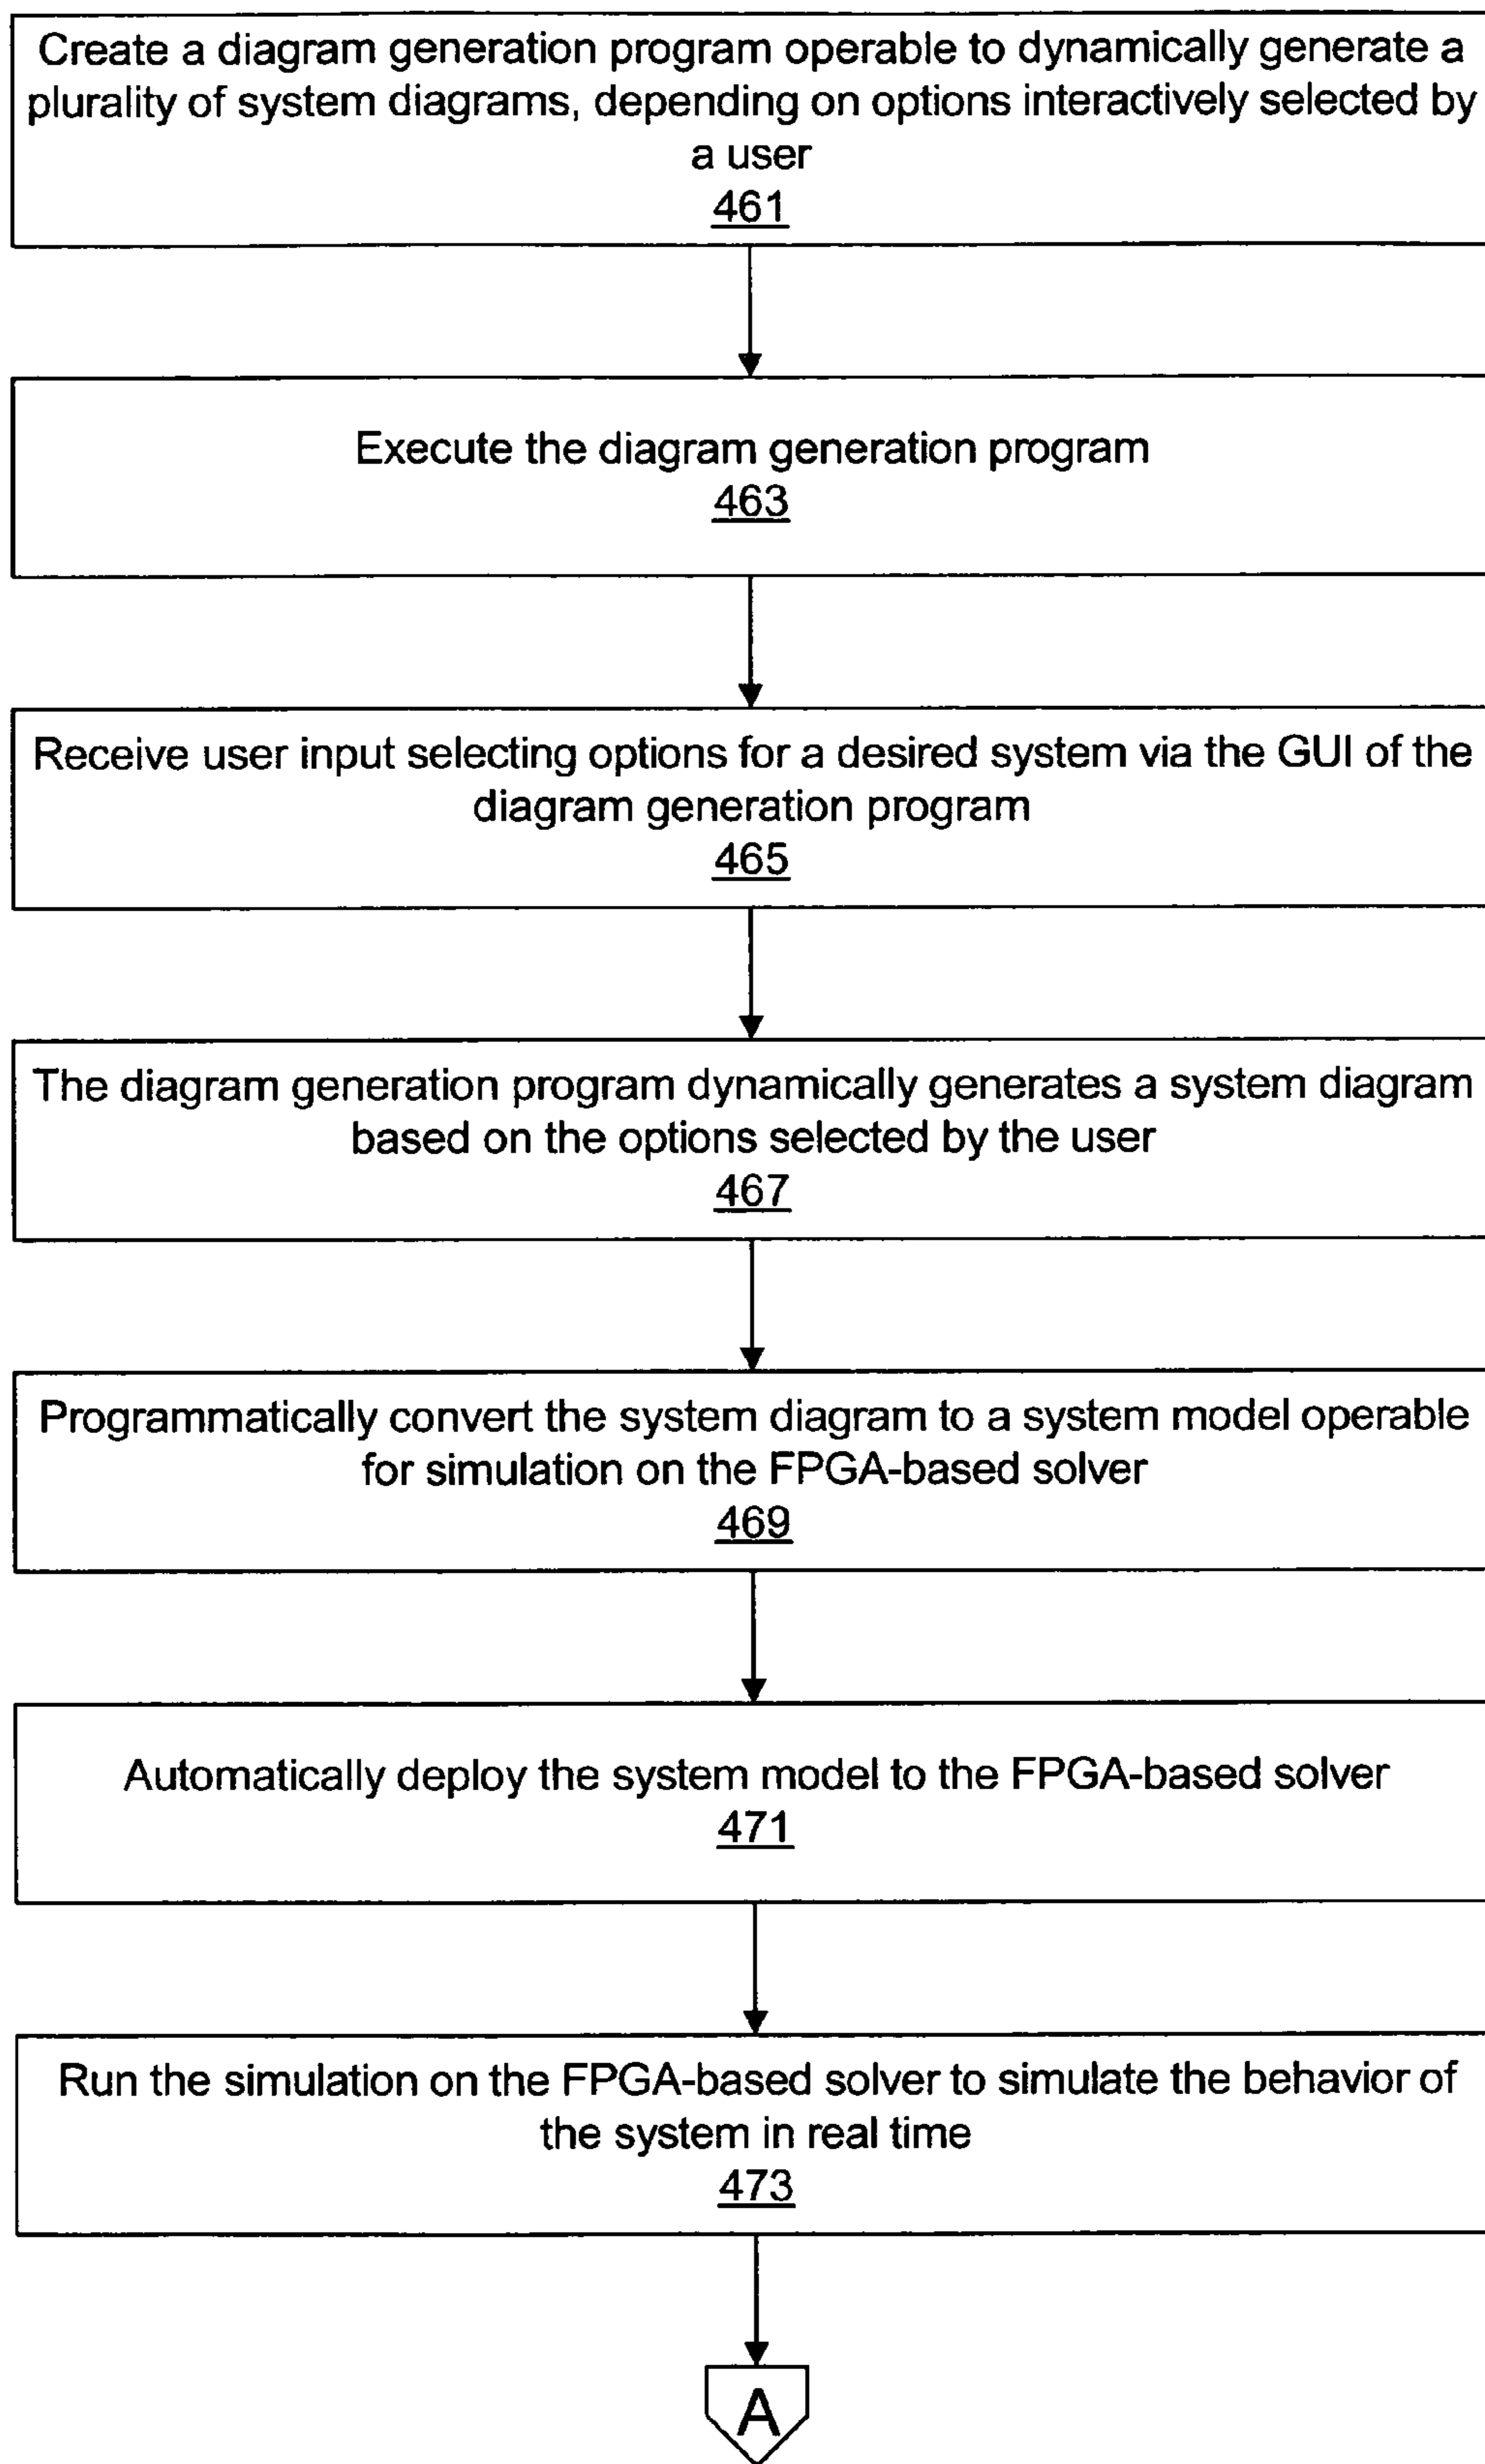 Create a diagram generation program operable to dynamically generate a
plurality of system diagrams, depending on options interactively selected by
a user
461
Execute the diagram generation program
463
Receive user input selecting options for a desired system via the GUI of the
diagram generation program
465
The diagram generation program dynamically generates a system diagram
based on the options selected by the user
467
Programmatically convert the system diagram to a system model operable
for simulation on the FPGA-based solver
469
Automatically deploy the system model to the FPGA-based solver
471
Run the simulation on the FPGA-based solver to simulate the behavior of
the system in real time
473
A